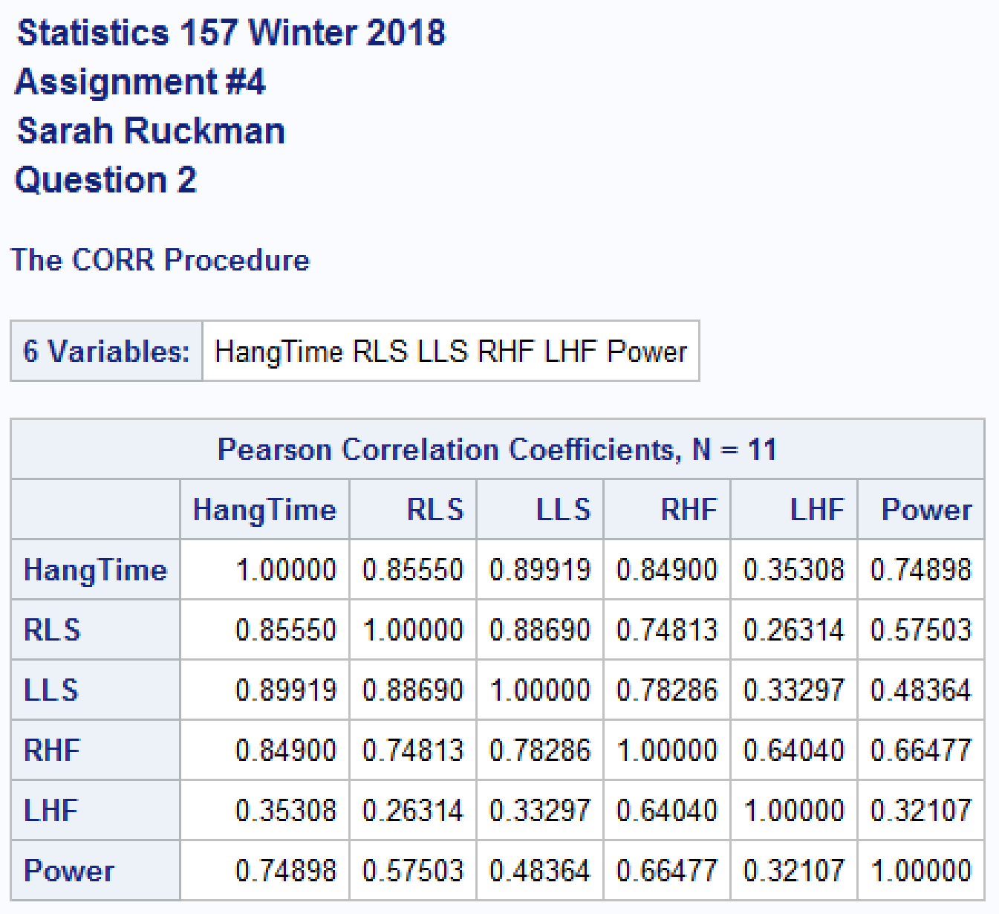 Statistics 157 Winter 2018
Assignment #4
Sarah Ruckman
Question 2
The CORR Procedure
6 Variables: HangTime RLS LLS RHF LHF Power
Pearson Correlation Coefficients, N = 11
HangTime RLS LLS RHF LHF Power
HangTime 1.00000 0.85550 0.89919 0.84900 0.35308 0.74898
RLS 0.85550 1.00000 0.88690 0.74813 0.26314 0.57503
LLS 0.89919 0.88690 1.00000 0.78286 0.33297 0.48364
RHF 0.84900 0.74813 0.78286 1.00000 0.64040 0.66477
LHF 0.35308 0.26314 0.33297 0.64040 1.00000 0.32107
Power 0.74898 0.57503 0.48364 0.66477 0.32107 1.00000